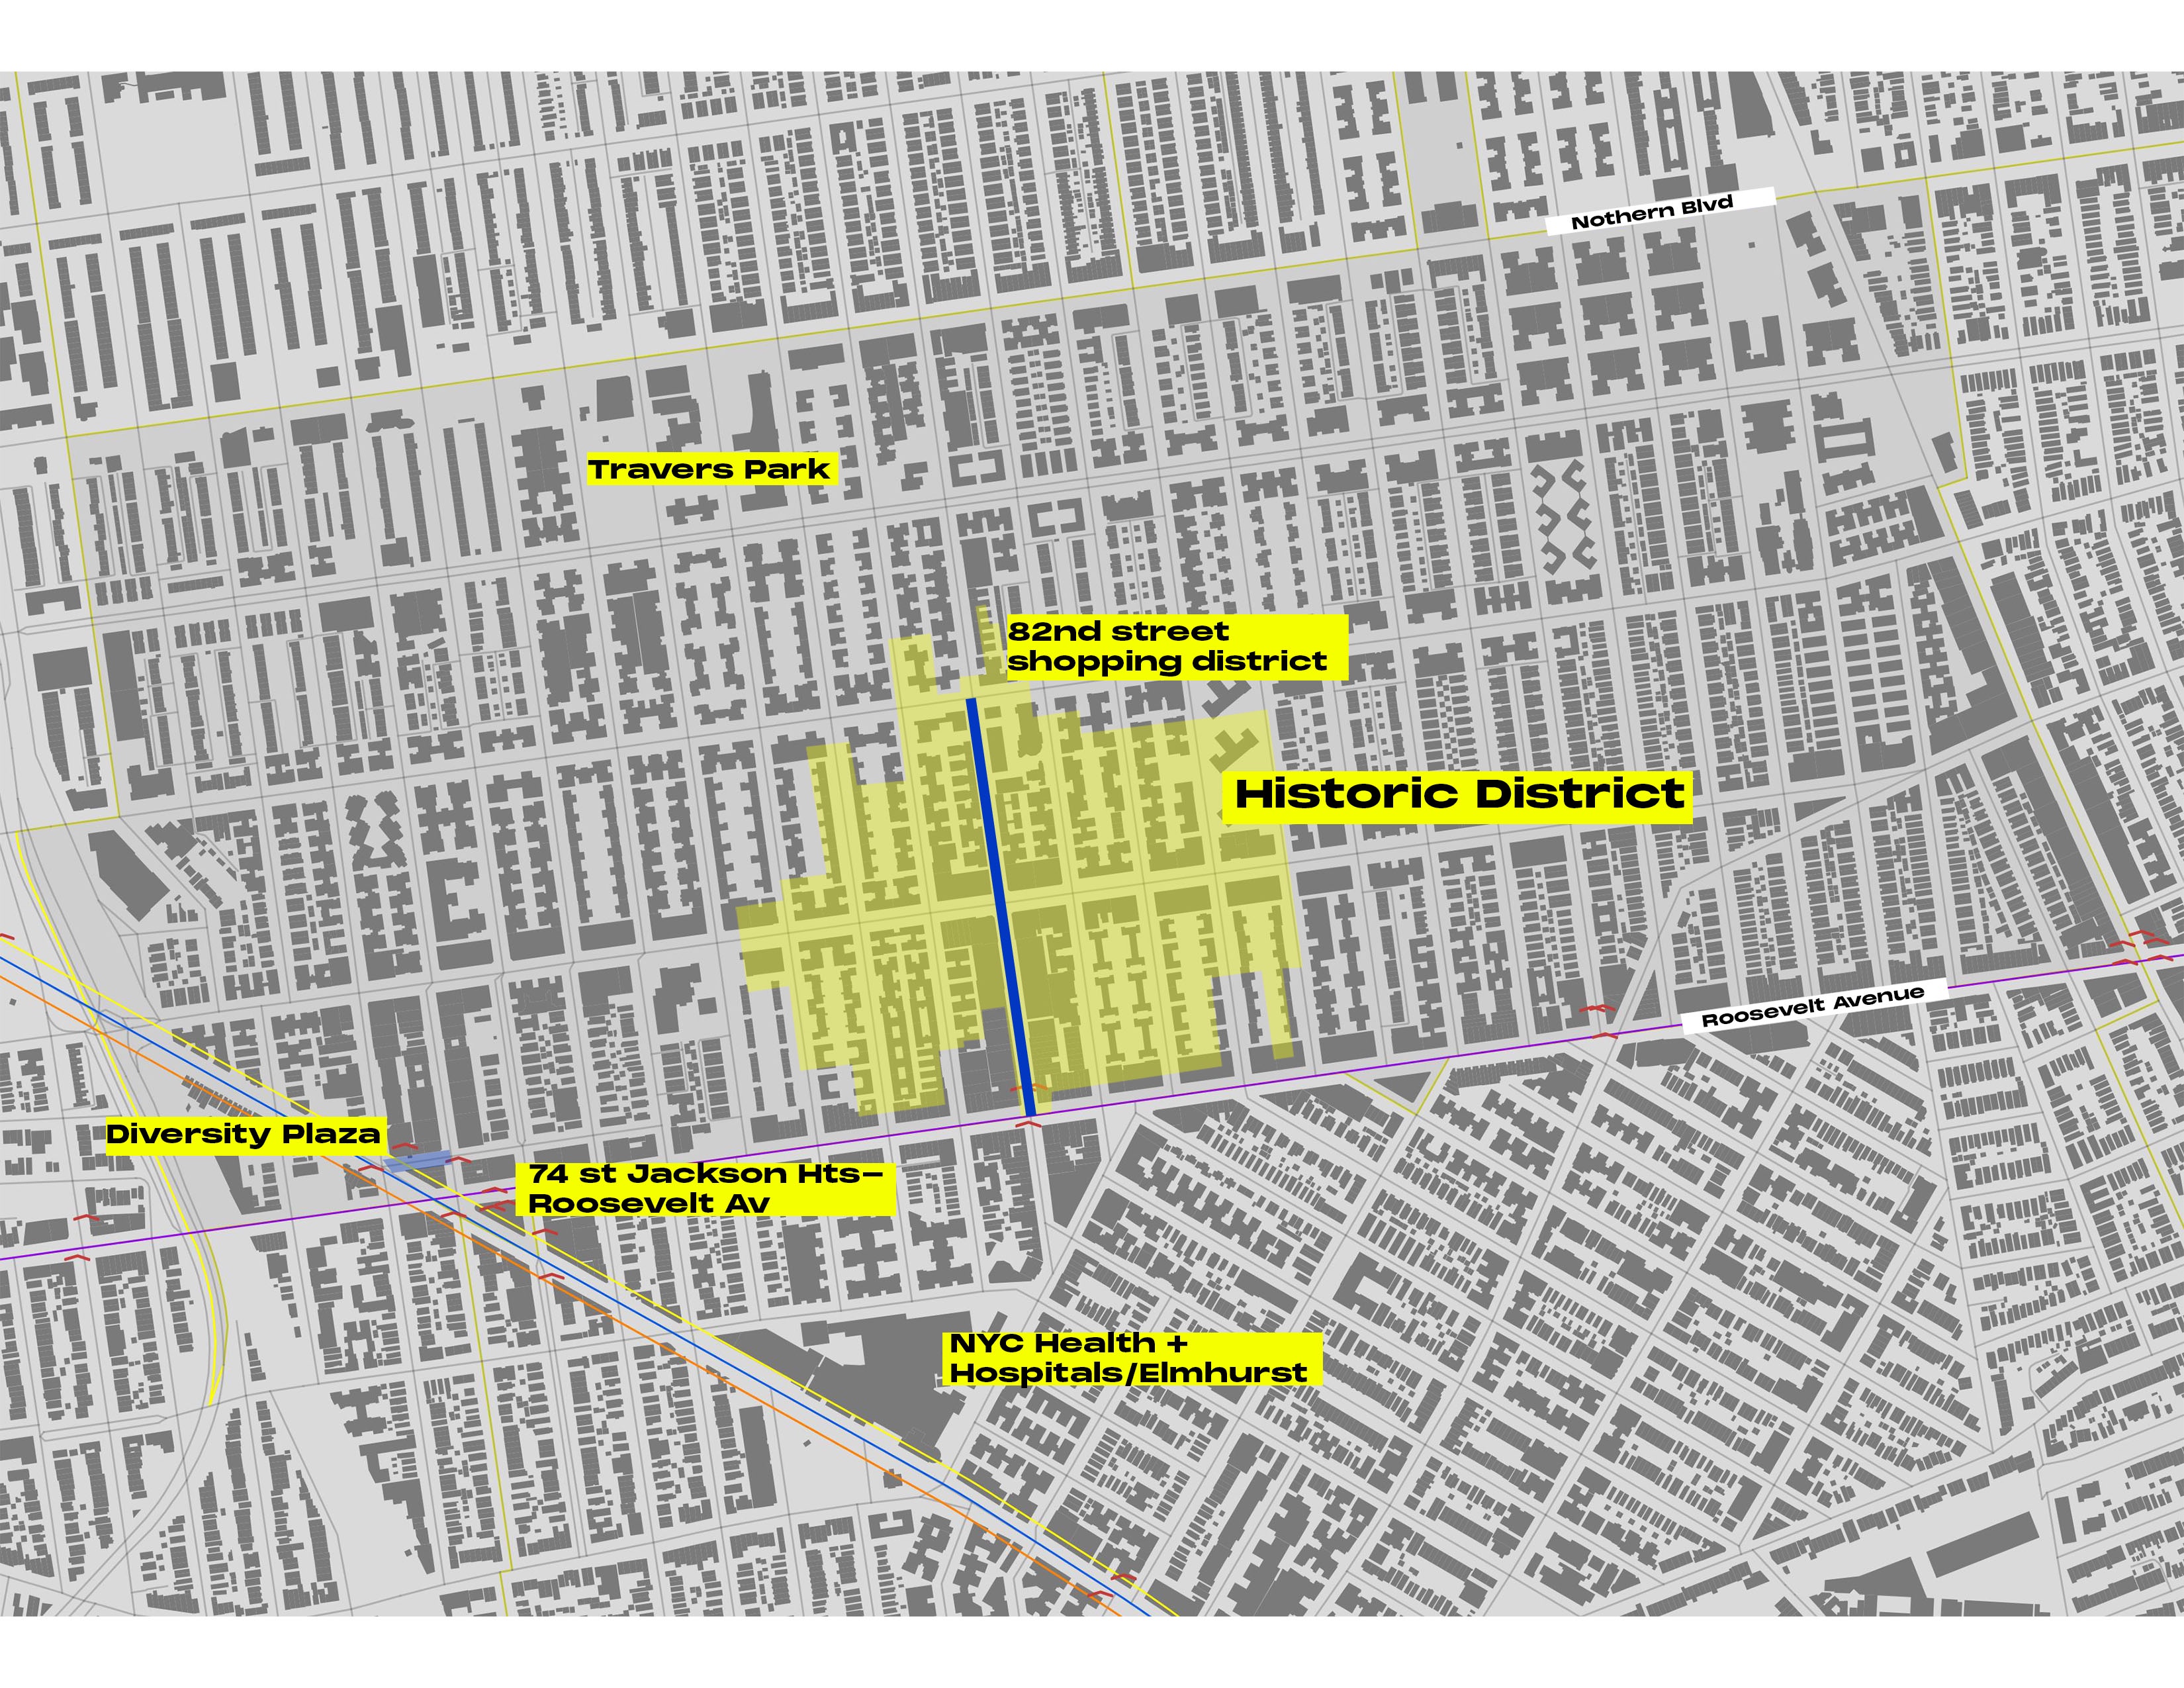 Nothern Blvd
Travers Park
82nd street
shopping district
Historic District
Roosevelt Avenue
Diversity Plaza
74 st Jackson Hts–
Roosevelt Av
NYC Health +
Hospitals/Elmhurst